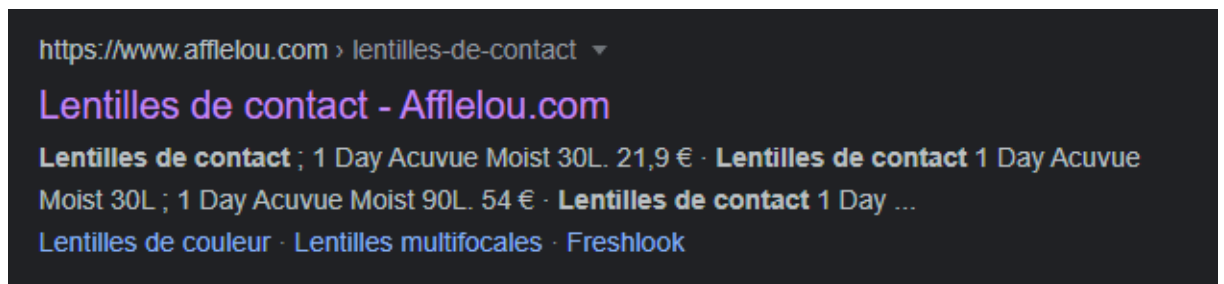 https://www.afflelou.com › lentilles-de-contact
Lentilles de contact - Afflelou.com
Lentilles de contact ; 1 Day Acuvue Moist 30L. 21,9 € · Lentilles de contact 1 Day Acuvue
Moist 30L ; 1 Day Acuvue Moist 90L. 54 € · Lentilles de contact 1 Day ...
Lentilles de couleur · Lentilles multifocales · Freshlook